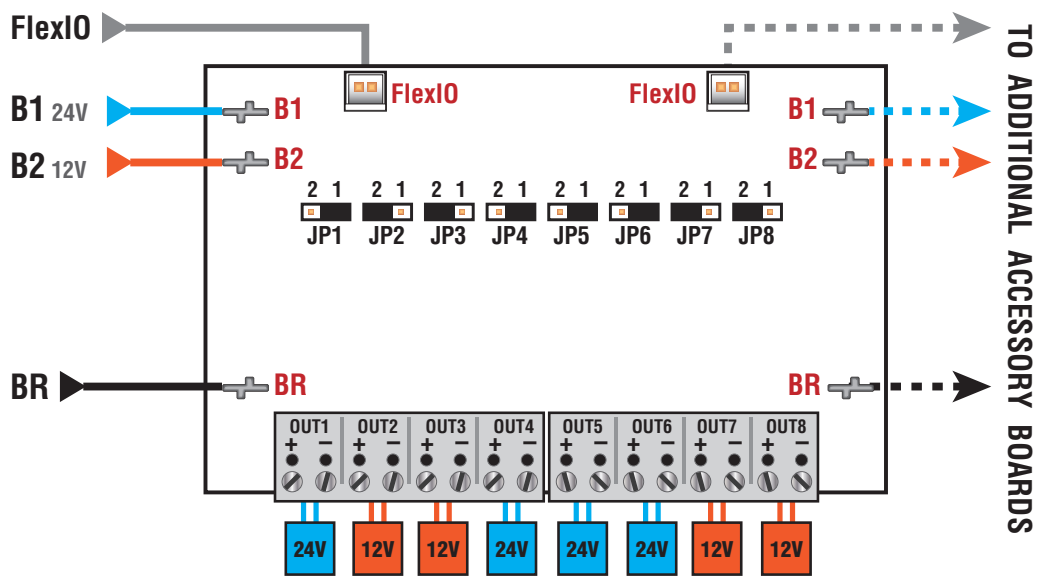 FlexIO
FlexIO
FlexIO
B1 24V
B1
B1
B2 12V
B2
B2
2 1 2 1 2 1 2 1 2 1 2 1 2 1 2 1
JP1 JP2 JP3 JP4 JP5 JP6 JP7 JP8
BR
BR
BR
OUT1 OUT2 OUT3 OUT4 OUT5 OUT6 OUT7 OUT8
+ − + − + − + − + − + − + − + −
24V 12V 12V 24V 24V 24V 12V 12V
TO ADDITIONAL ACCESSORY BOARDS